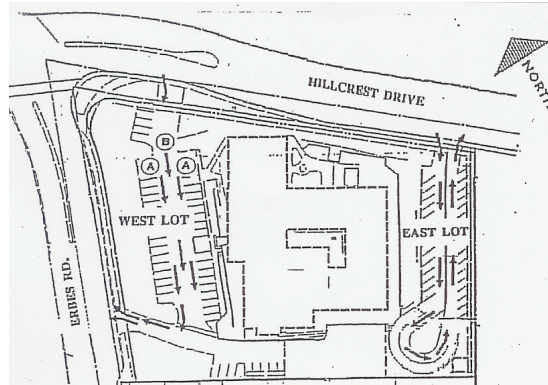 HILLCREST DRIVE
NORTH
B
A A
WEST LOT
EAST LOT
ERBES RD.